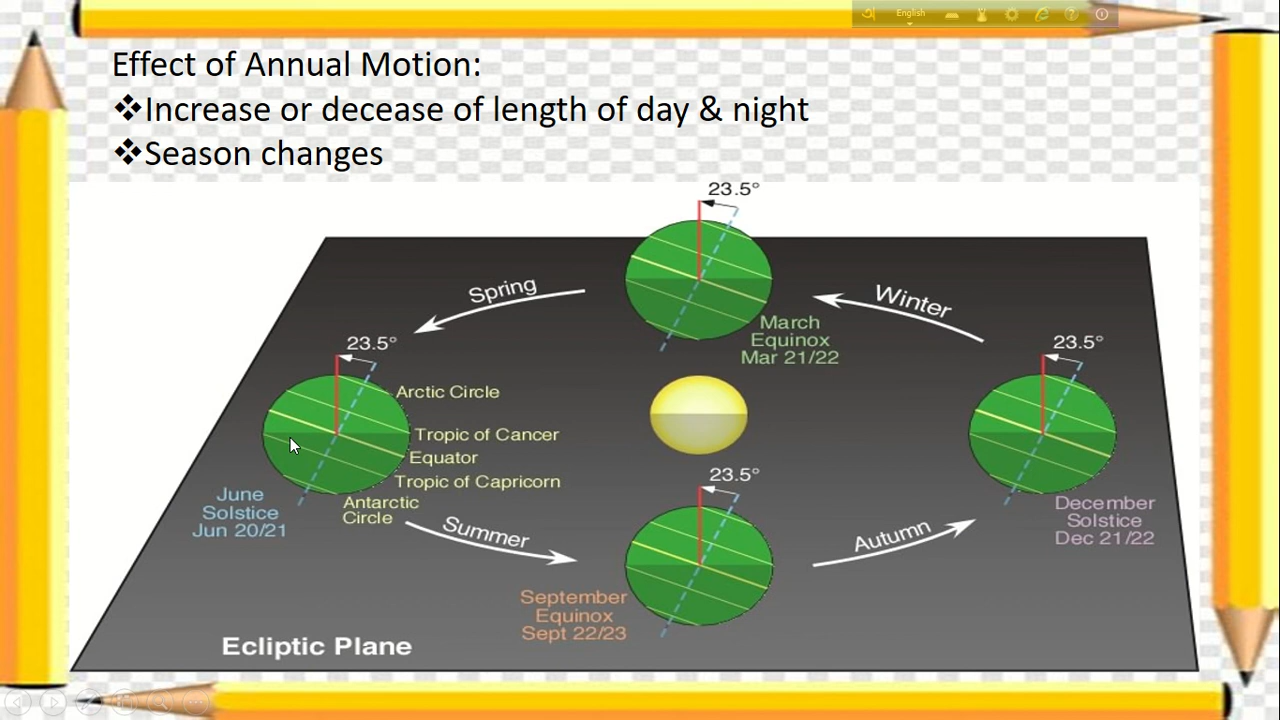 English
Effect of Annual Motion:
❖Increase or decease of length of day & night
❖Season changes
23.5°
Spring
Winter
March
Equinox
Mar 21/22
23.5°
23.5°
Arctic Circle
Tropic of Cancer
Equator
Tropic of Capricorn
Antarctic
Circle
June
Solstice
Jun 20/21
23.5°
December
Solstice
Dec 21/22
Summer
Autumn
September
Equinox
Sept 22/23
Ecliptic Plane